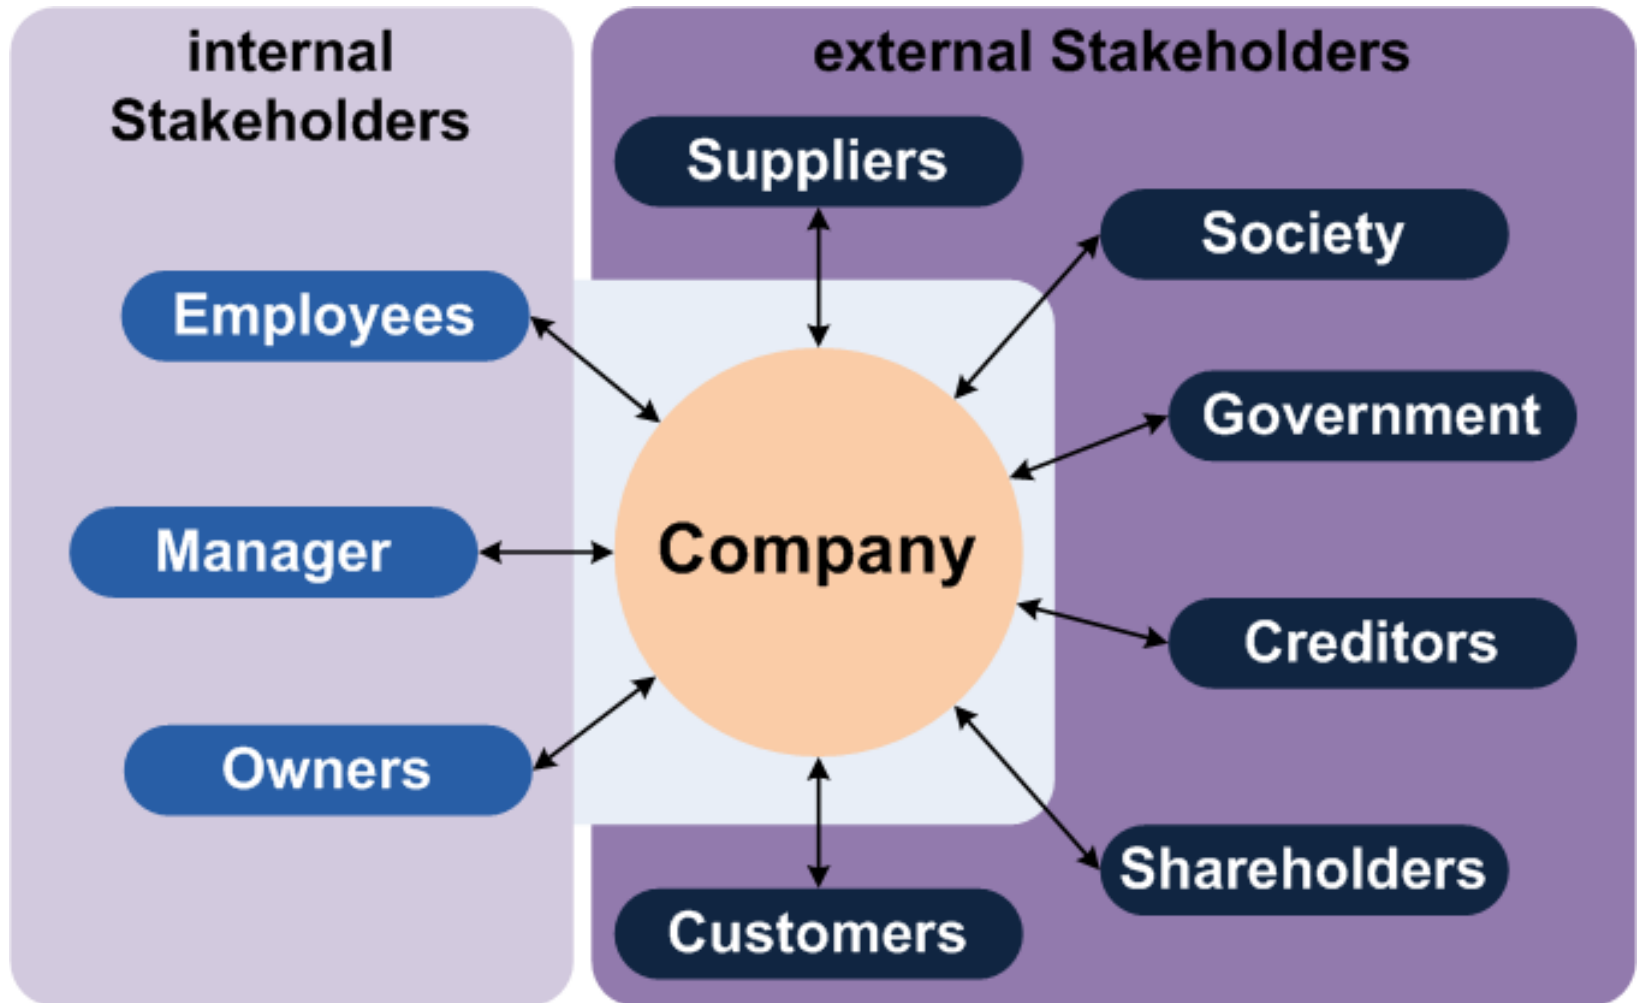 internal
Stakeholders
external Stakeholders
Suppliers
Society
Employees
Government
Manager
Company
Creditors
Owners
Shareholders
Customers